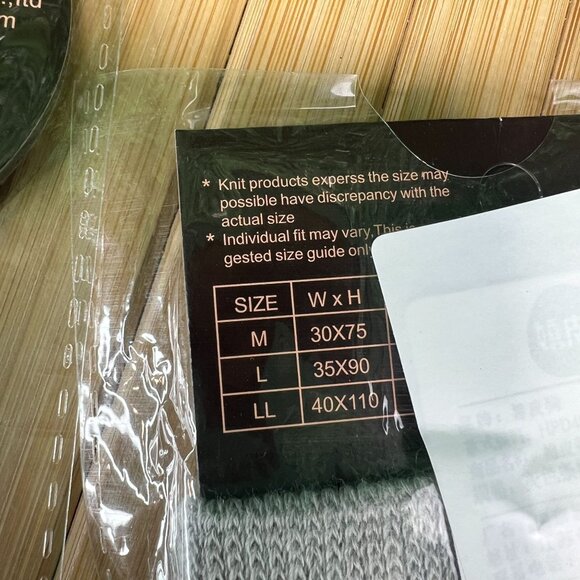 ltd
m
* Knit products experss the size may
possible have discrepancy with the
actual size
* Individual fit may vary.This
gested size guide only
SIZE W x H
M 30X75
L 35X90
LL 40X110